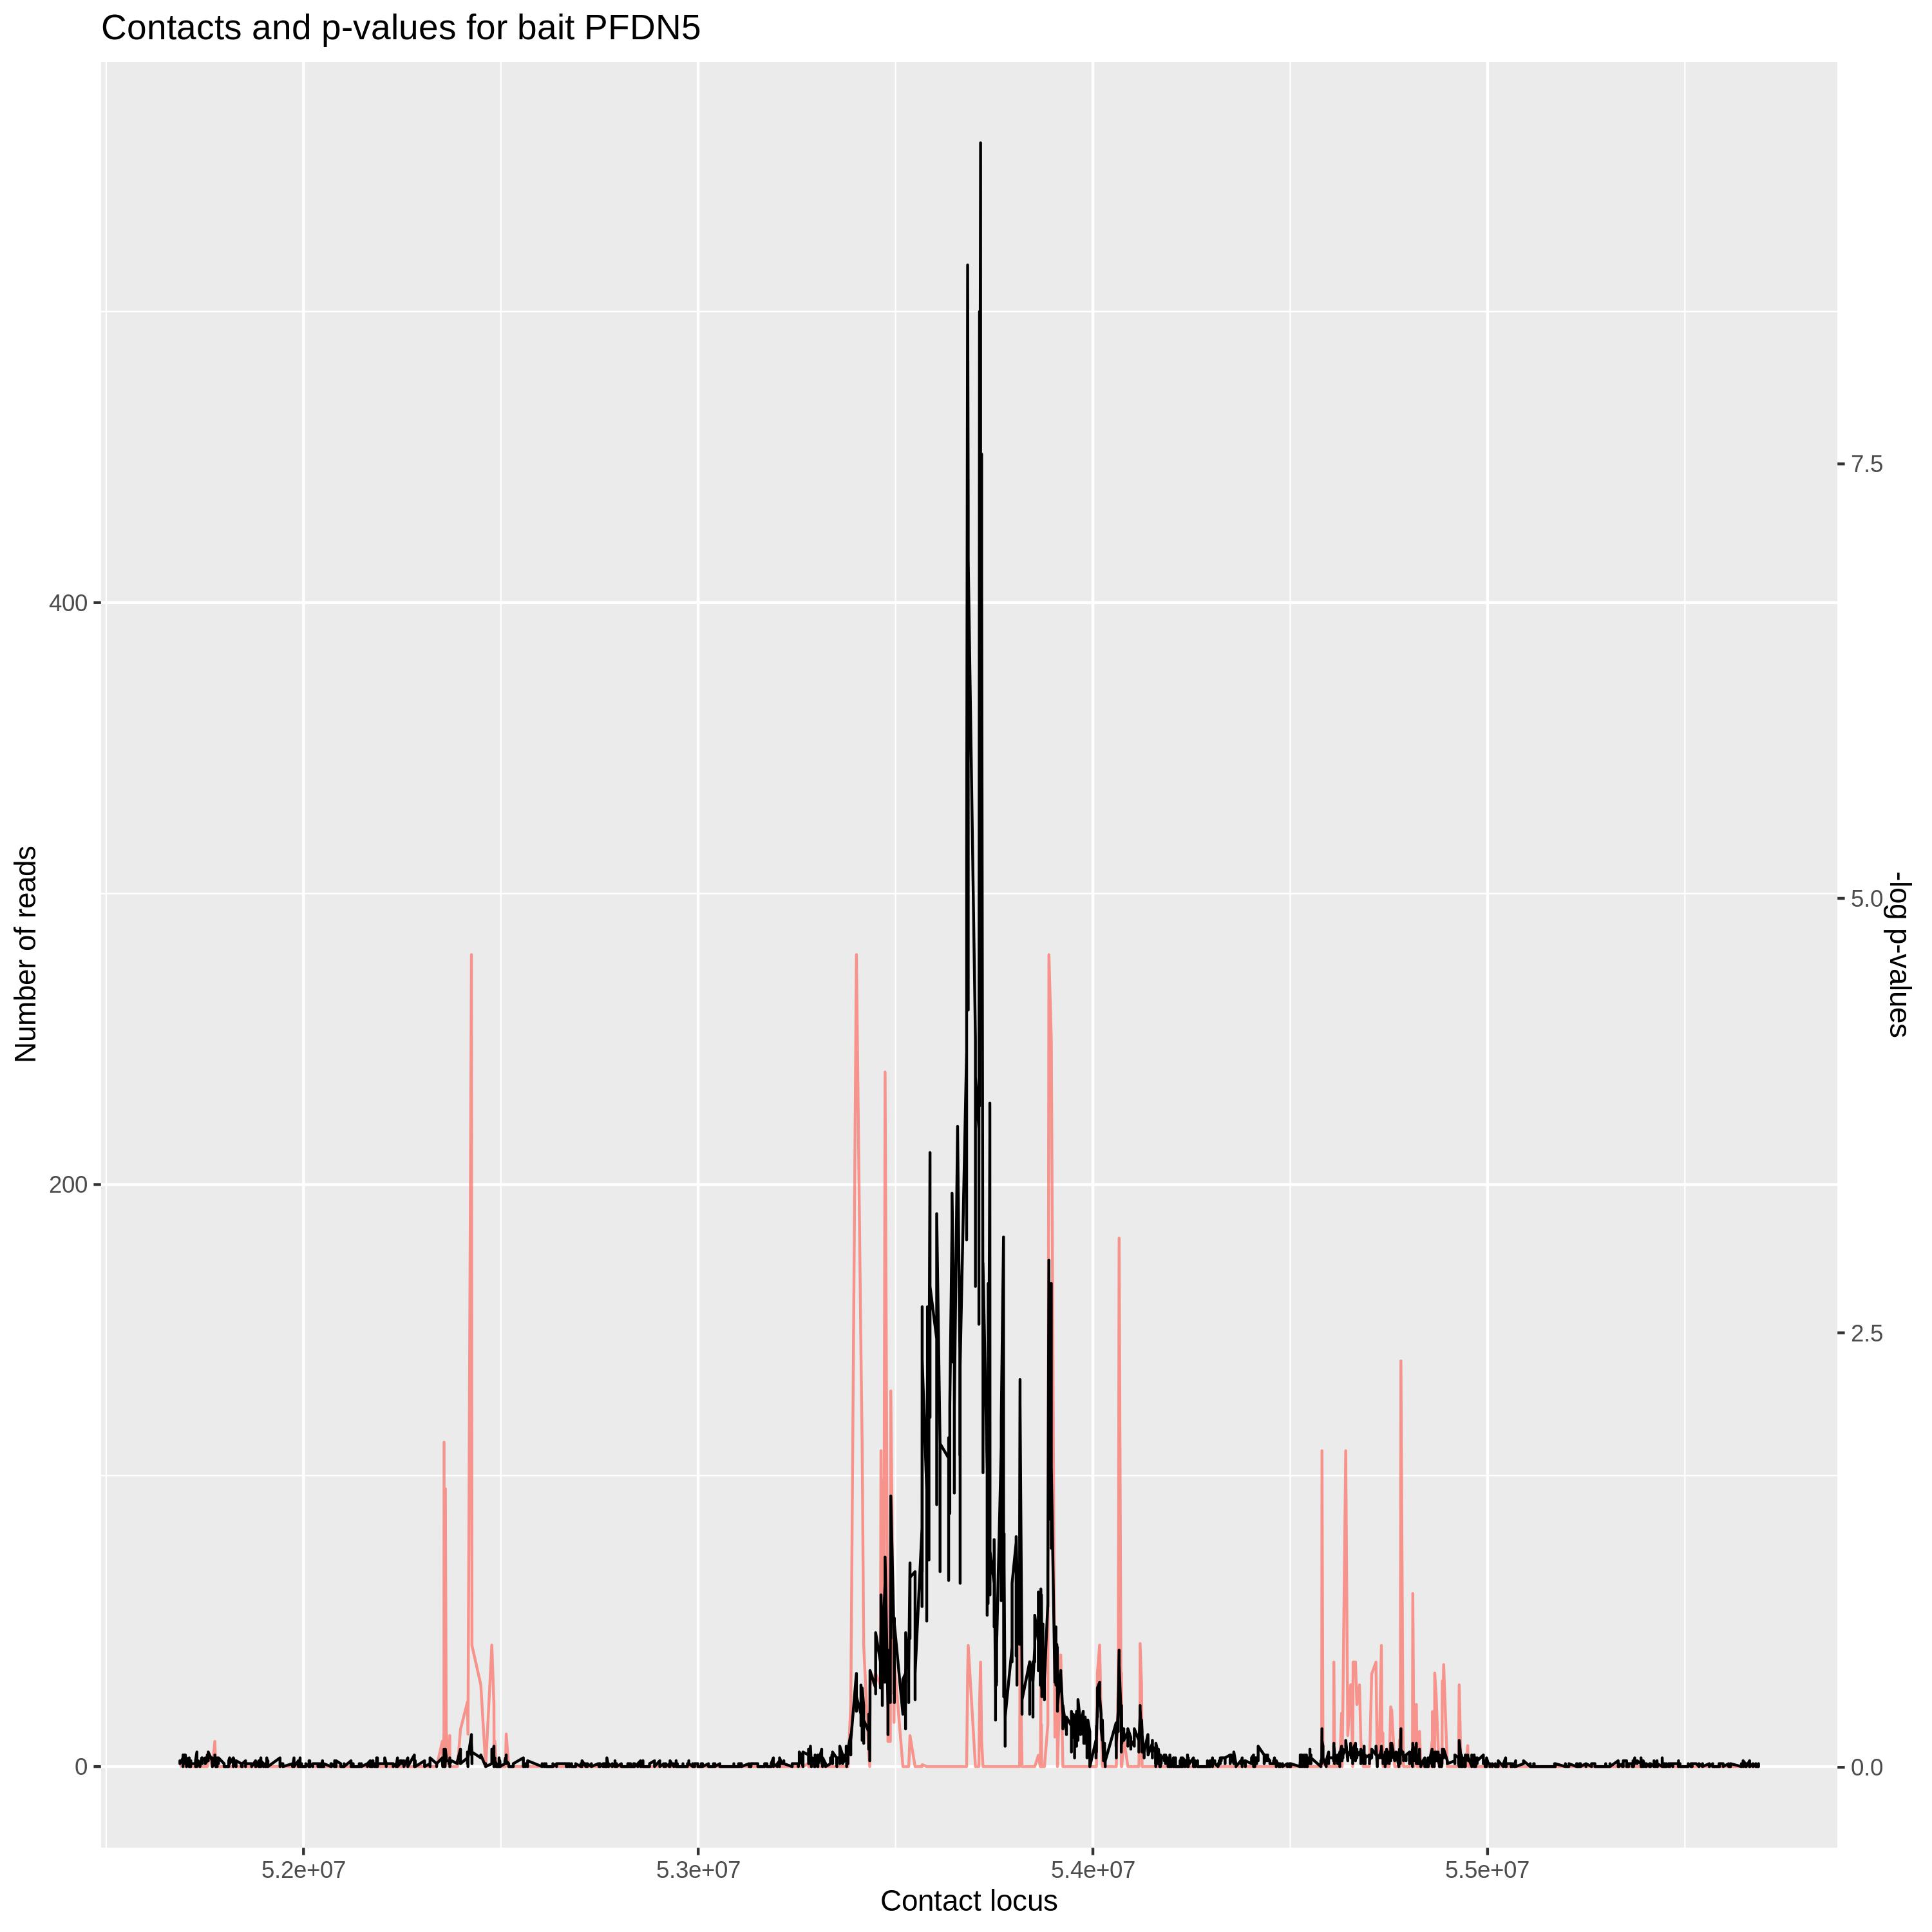 Contacts and p-values for bait PFDN5
Number of reads
400
200
0
7.5
5.0
2.5
0.0
-log p-values
5.2e+07 5.3e+07 5.4e+07 5.5e+07
Contact locus